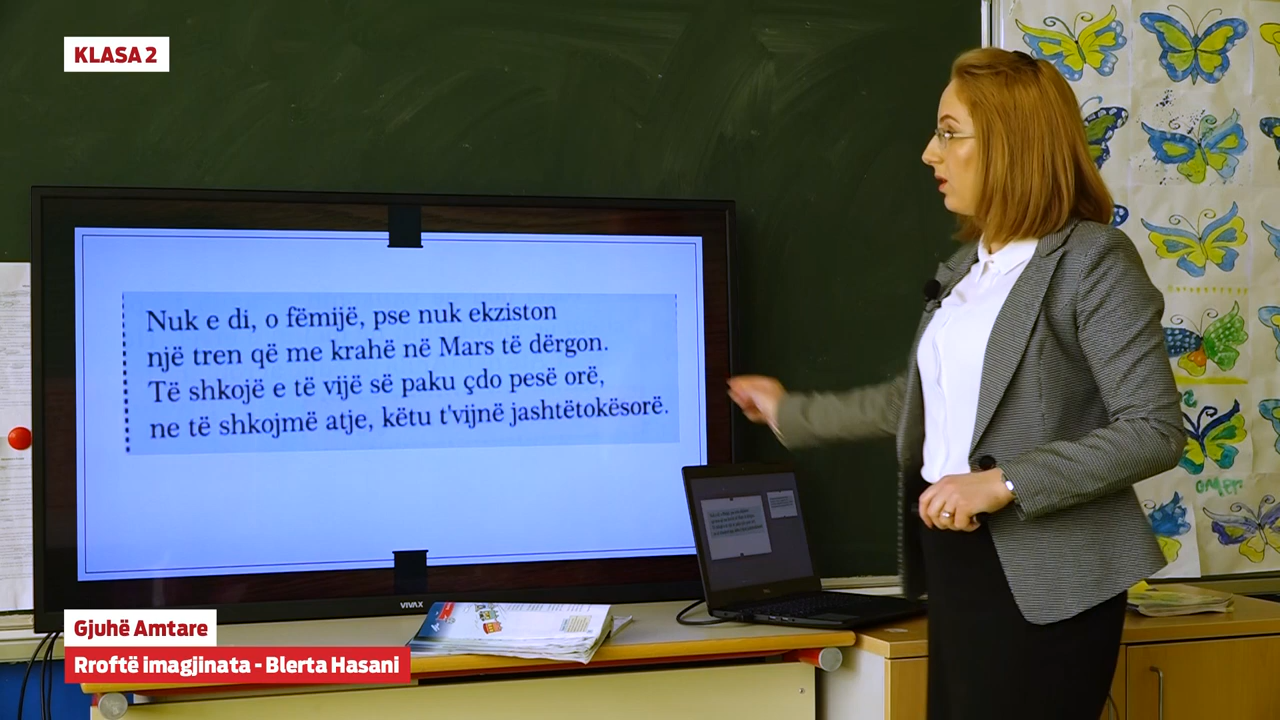 KLASA 2
Nuk e di, o fëmijë, pse nuk ekziston
një tren që me krahë në Mars të dërgon.
Të shkojë e të vijë së paku çdo pesë orë,
ne të shkojmë atje, këtu t'vijnë jashtëtokësorë.
VIVAX
Gjuhë Amtare
Rroftë imagjinata - Blerta Hasani